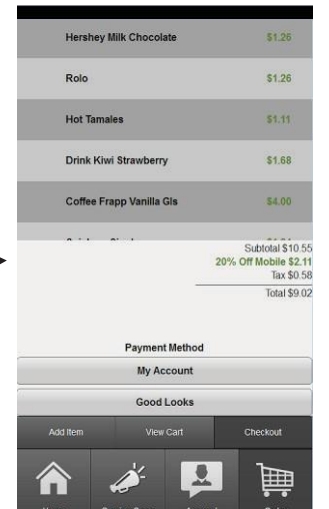 Hershey Milk Chocolate $1.26
Rolo $1.26
Hot Tamales $1.11
Drink Kiwi Strawberry $1.68
Coffee Frapp Vanilla Gls $4.00
Subtotal $10.55
20% Off Mobile $2.11
Tax $0.58
Total $9.02
Payment Method
My Account
Good Looks
Add Item View Cart Checkout